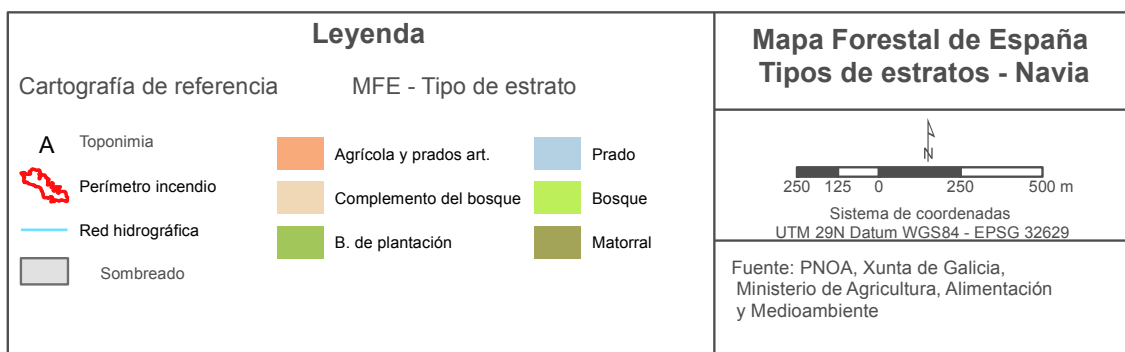 Leyenda
Cartografía de referencia
MFE - Tipo de estrato
A Toponimia
Perímetro incendio
Red hidrográfica
Sombreado
Agrícola y prados art.
Complemento del bosque
B. de plantación
Prado
Bosque
Matorral
Mapa Forestal de España
Tipos de estratos - Navia
N
250 125 0 250 500 m
Sistema de coordenadas
UTM 29N Datum WGS84 - EPSG 32629
Fuente: PNOA, Xunta de Galicia,
Ministerio de Agricultura, Alimentación
y Medioambiente